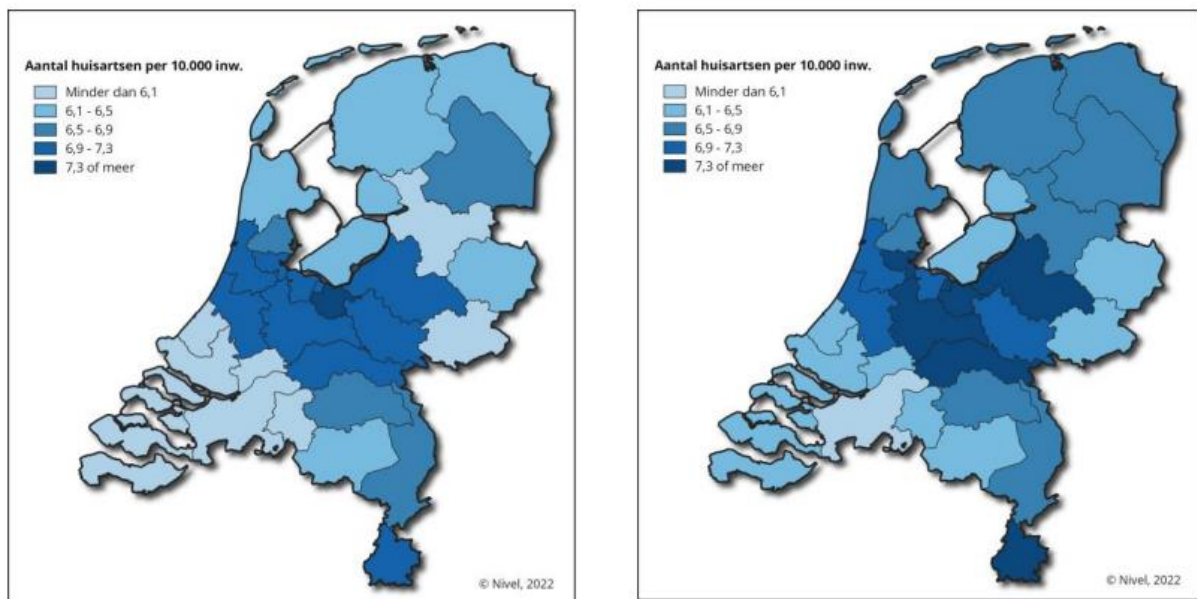 Aantal huisartsen per 10.000 inw.
Minder dan 6,1
6,1 - 6,5
6,5 - 6,9
6,9 - 7,3
7,3 of meer
© Nivel, 2022
Aantal huisartsen per 10.000 inw.
Minder dan 6,1
6,1 - 6,5
6,5 - 6,9
6,9 - 7,3
7,3 of meer
© Nivel, 2022